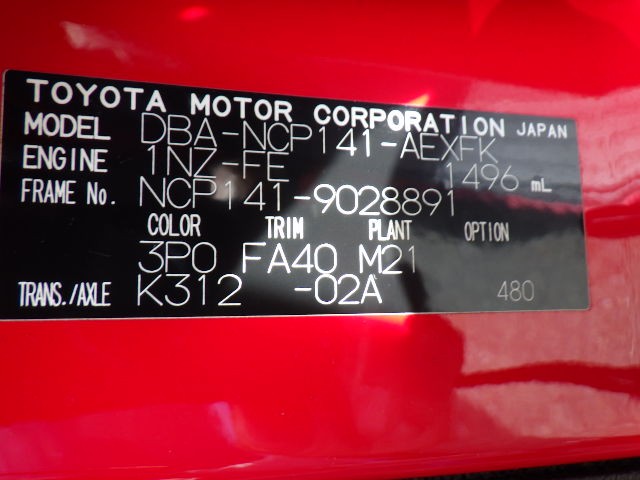 TOYOTA MOTOR CORPORATION JAPAN
MODEL DBA-NCP141-AEXFK
ENGINE 1NZ-FE 1496 mL
FRAME No. NCP141-9028891
COLOR TRIM PLANT OPTION
3P0 FA40 M21
TRANS./AXLE K312 -02A 480